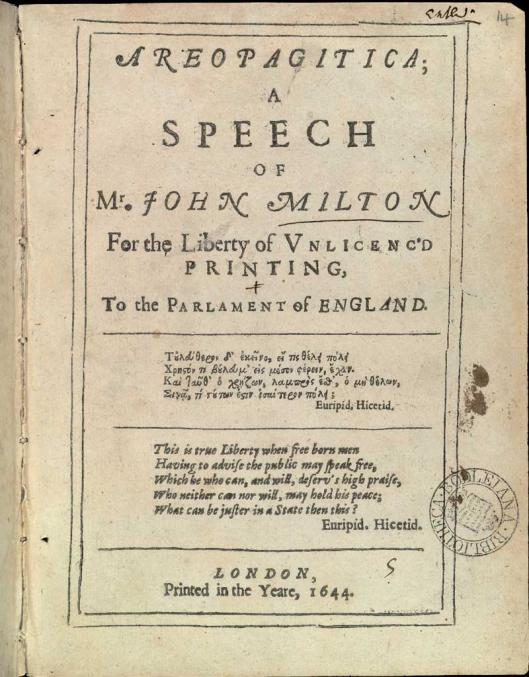 14
AREOPAGITICA;
A
SPEECH
OF
Mr. JOHN MILTON
For the Liberty of VNLICENC'D
PRINTING,
To the PARLAMENT of ENGLAND.
Τοὐλεύθερον δ' ἐκεῖνο, εἴ τις θέλει πόλει
Χρηστόν τι βούλευμ' εἰς μέσον φέρειν, ἔχων.
Καὶ ταῦθ' ὁ χρῄζων, λαμπρός ἐσθ', ὁ μὴ θέλων,
Σιγᾷ, τί τούτων ἐστιν ἰσαίτερον πόλει;
Euripid. Hicetid.
This is true Liberty when free born men
Having to advise the public may speak free,
Which he who can, and will, deserv's high praise,
Who neither can nor will, may hold his peace;
What can be juster in a State then this?
Euripid. Hicetid.
LONDON,
Printed in the Yeare, 1644.
BIBLIOTHECA BODLEIANA